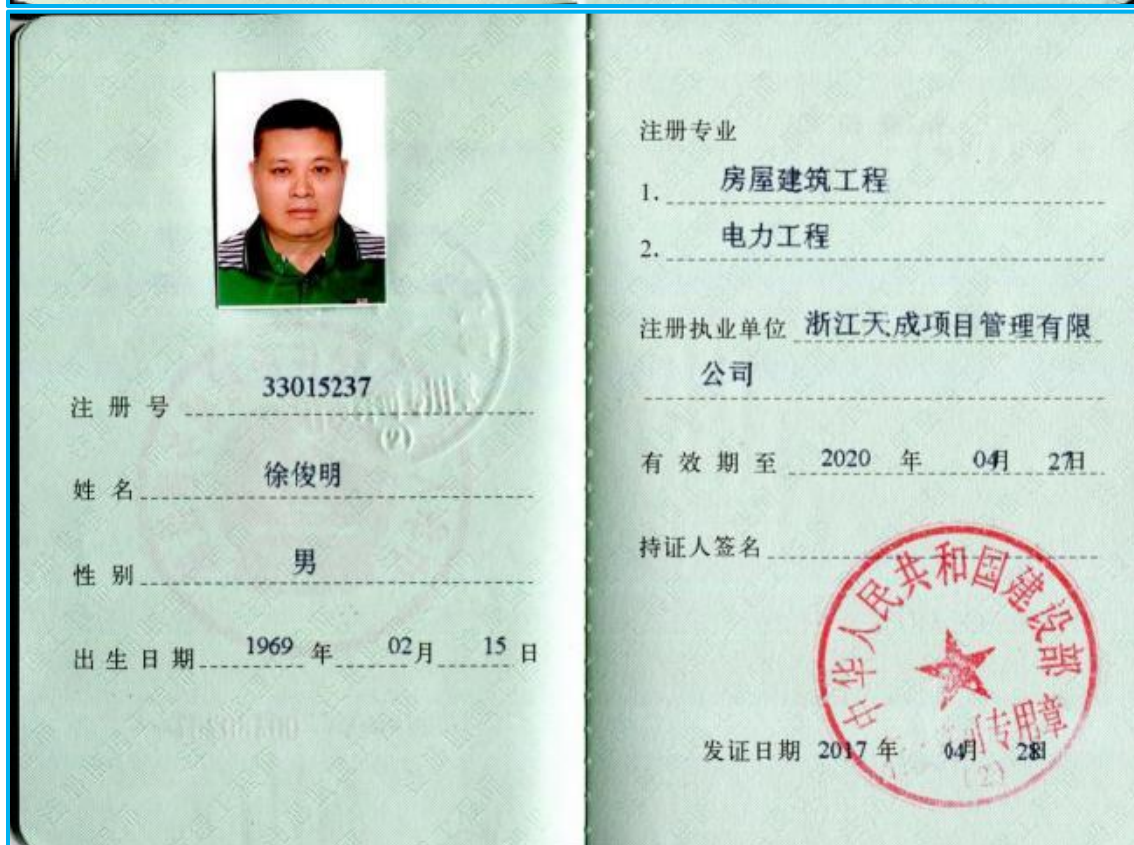 注册号 33015237
姓名 徐俊明
性别 男
出生日期 1969 年 02月 15 日
注册专业
1. 房屋建筑工程
2. 电力工程
注册执业单位 浙江天成项目管理有限
公司
有效期至 2020 年 04月 27日
持证人签名
中华人民共和国建设部
专用章
(2)
发证日期 2017 年 04月 28日